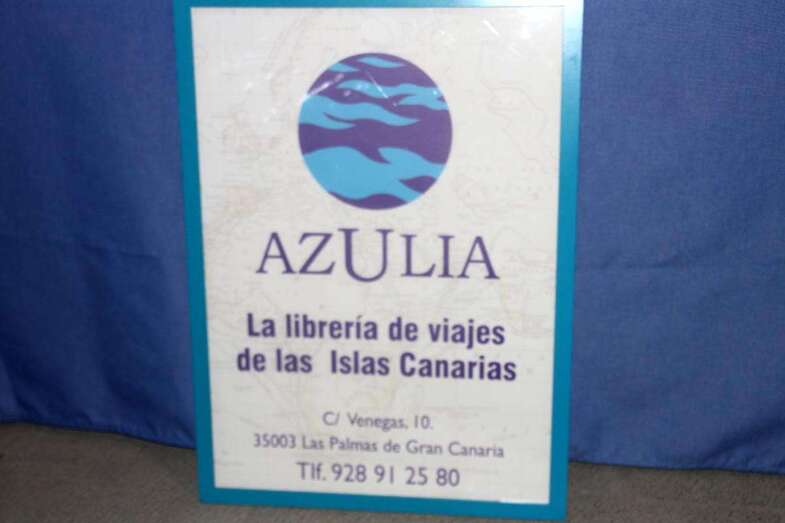 AZULIA
La librería de viajes
de las Islas Canarias
C/ Venegas, 10.
35003 Las Palmas de Gran Canaria
Tlf. 928 91 25 80